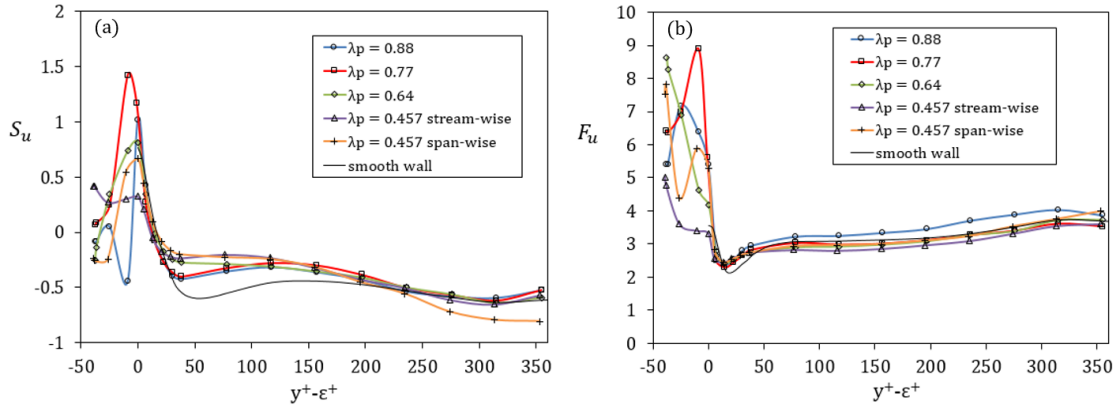 (a)
2
1.5
1
0.5
0
-0.5
-1
S_u
-50 0 50 100 150 200 250 300 350
y⁺-ε⁺
λp = 0.88
λp = 0.77
λp = 0.64
λp = 0.457 stream-wise
λp = 0.457 span-wise
smooth wall
(b)
10
9
8
7
6
5
4
3
2
1
0
F_u
-50 0 50 100 150 200 250 300 350
y⁺-ε⁺
λp = 0.88
λp = 0.77
λp = 0.64
λp = 0.457 stream-wise
λp = 0.457 span-wise
smooth wall